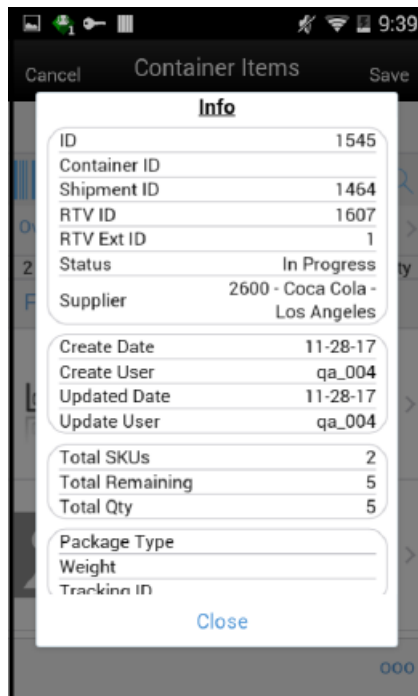 1 9:39
Cancel Container Items Save
Info
ID 1545
Container ID
Shipment ID 1464
RTV ID 1607
RTV Ext ID 1
Status In Progress
Supplier 2600 - Coca Cola -
Los Angeles
Create Date 11-28-17
Create User qa_004
Updated Date 11-28-17
Update User qa_004
Total SKUs 2
Total Remaining 5
Total Qty 5
Package Type
Weight
Tracking ID
Close
ooo